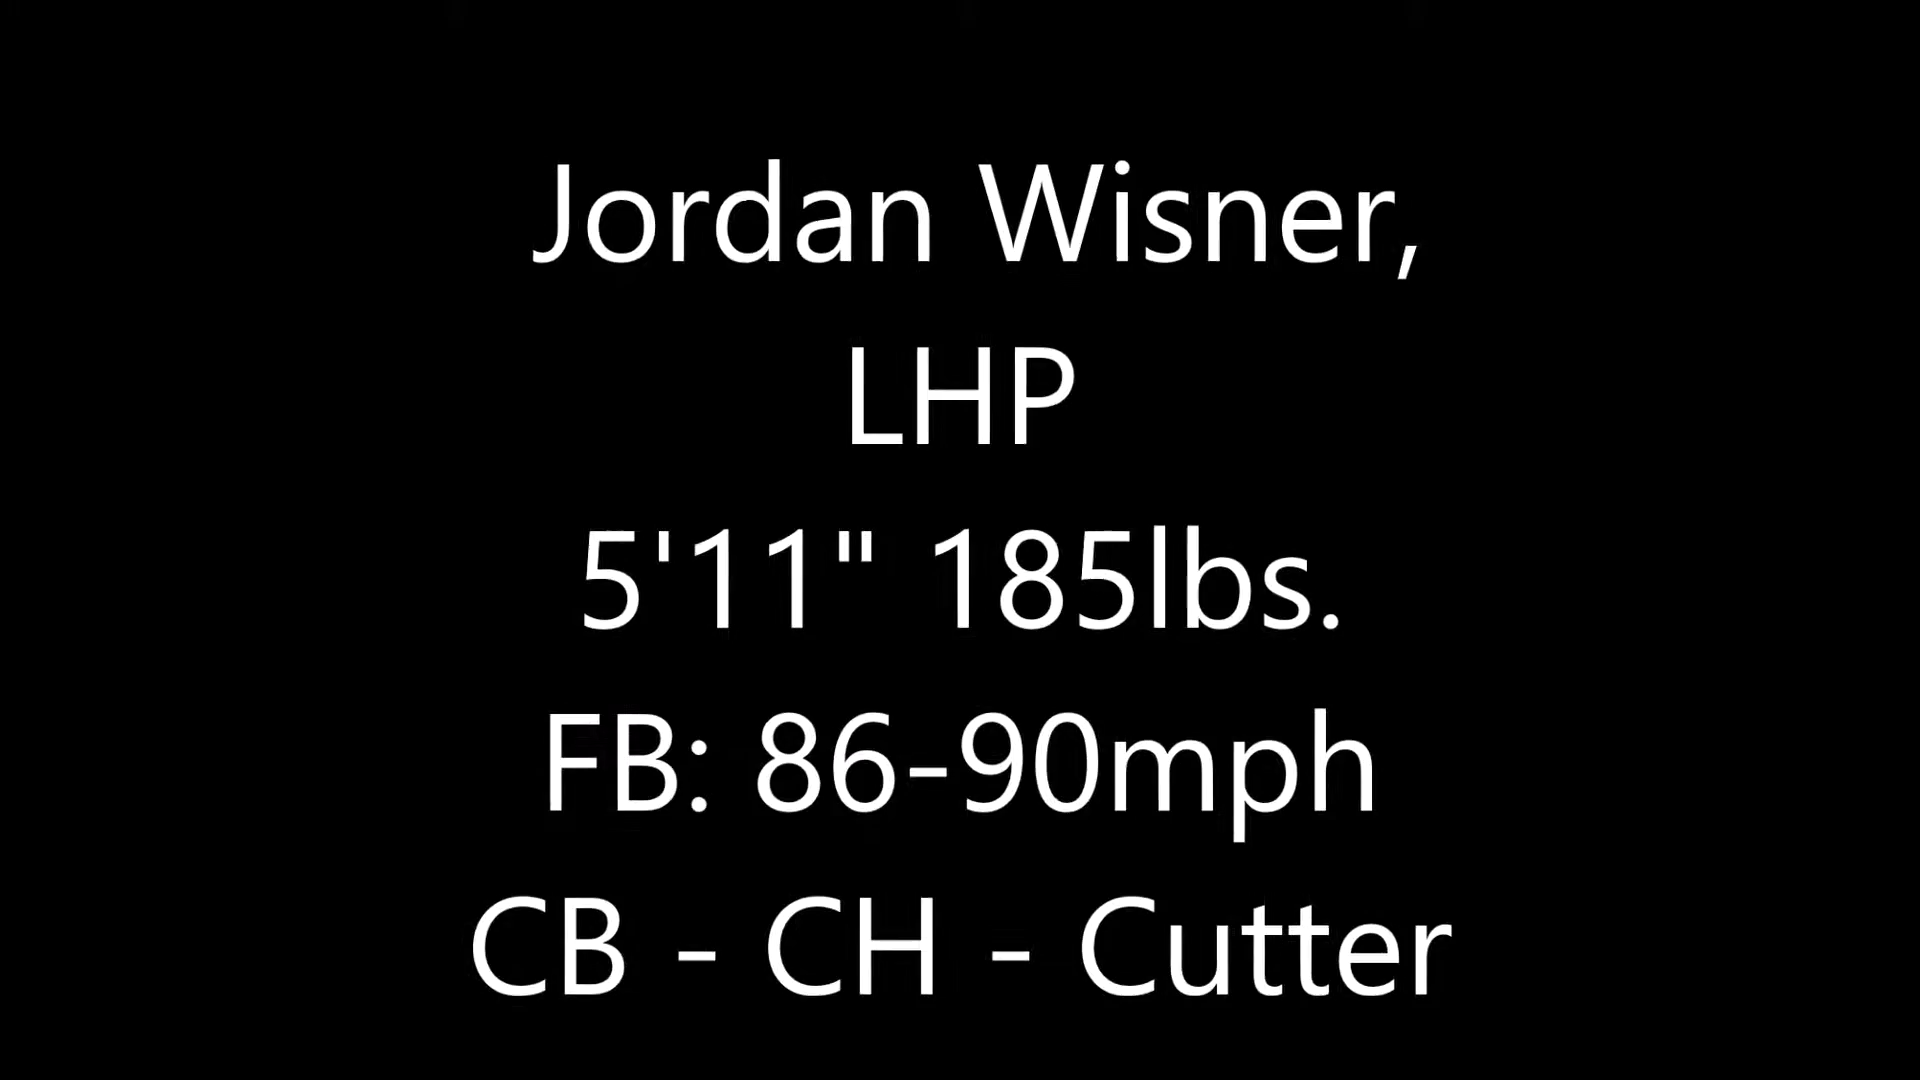 Jordan Wisner,
LHP
5'11" 185lbs.
FB: 86-90mph
CB - CH - Cutter